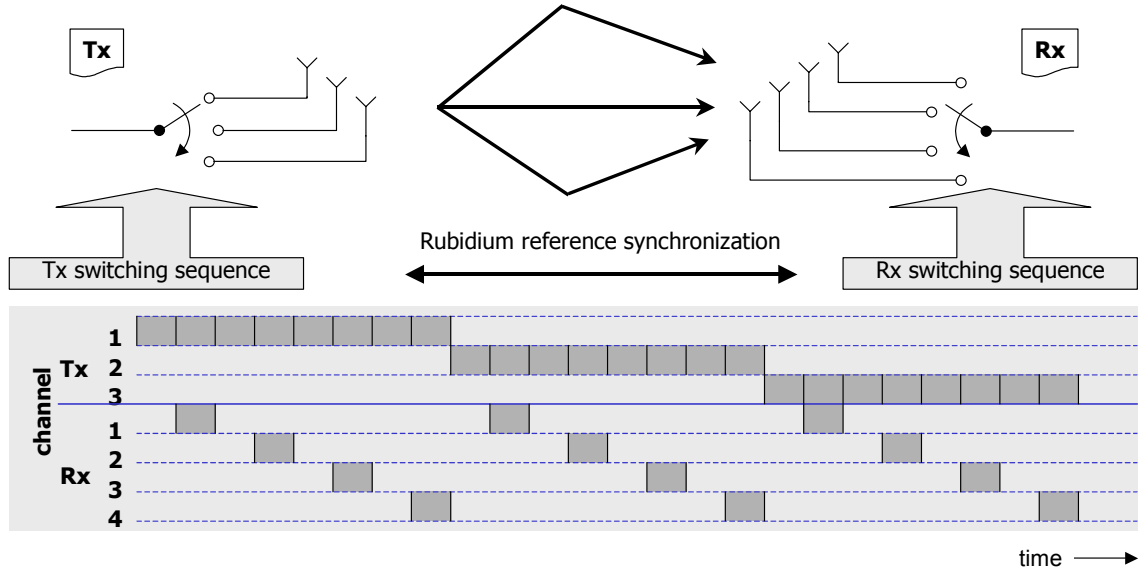 Tx
Rx
Rubidium reference synchronization
Tx switching sequence
Rx switching sequence
channel
Tx
1
2
3
Rx
1
2
3
4
time